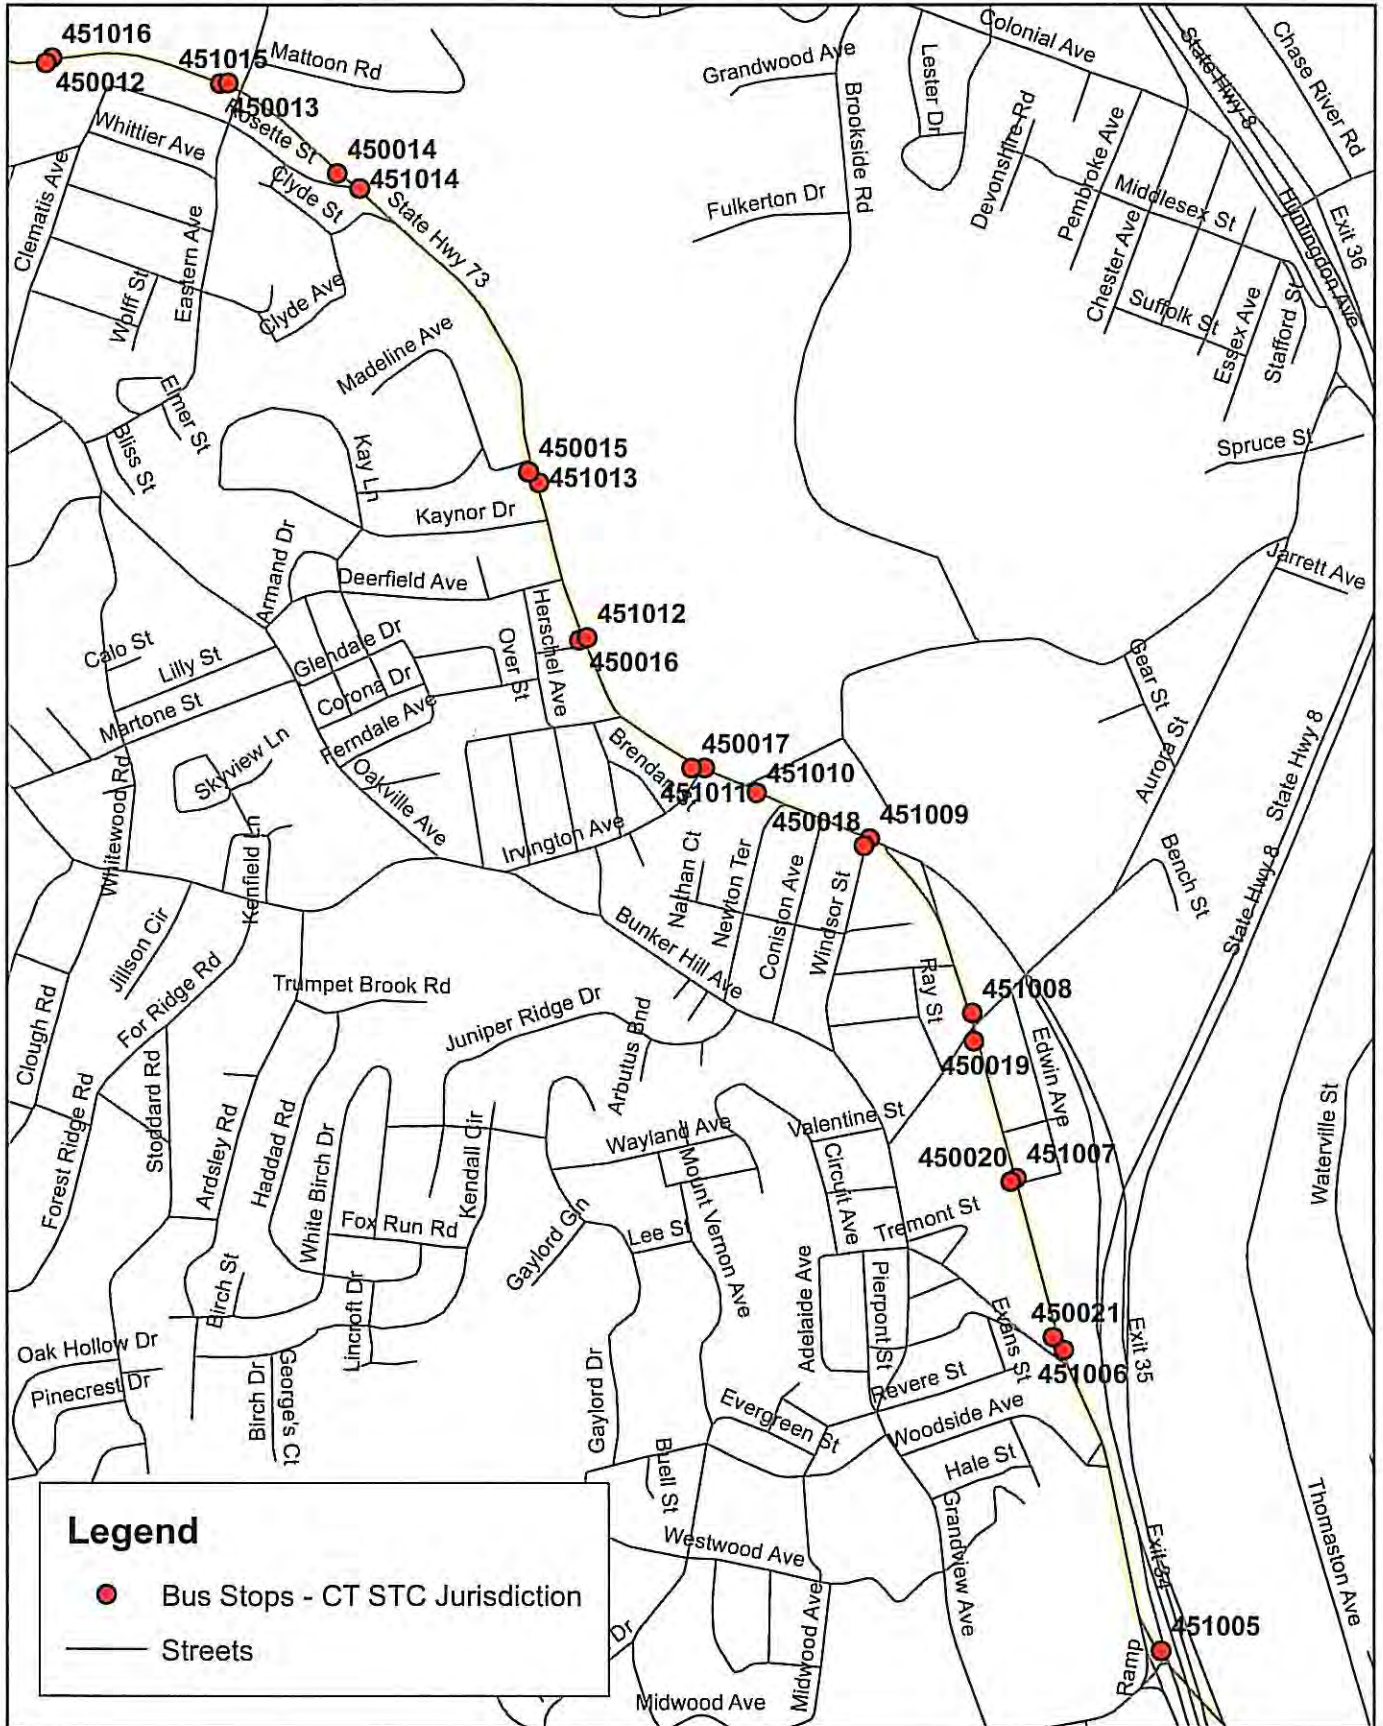 451016
450012
451015
450013
Mattoon Rd
Grandwood Ave
Lester Dr
Colonial Ave
State Hwy 8
Chase River Rd
Brookside Rd
Devonshire Rd
Pembroke Ave
Whittier Ave
Rosette St
450014
451014
Clyde St
State Hwy 73
Fulkerton Dr
Middlesex St
Huntingdon Ave
Exit 36
Clematis Ave
Eastern Ave
Wolff St
Clyde Ave
Chester Ave
Suffolk St
Essex Ave
Stafford St
Madeline Ave
Elmer St
Bliss St
Kay Ln
450015
451013
Spruce St
Kaynor Dr
Armand Dr
Deerfield Ave
Jarrett Ave
Herschel Ave
451012
450016
Calo St
Lilly St
Glendale Dr
Over St
Gear St
Martone St
Corona Dr
Ferndale Ave
Skyview Ln
Brendan St
450017
451011
451010
Aurora St
State Hwy 8
Whitewood Rd
Oakville Ave
Irvington Ave
450018
451009
Kenfield Ln
Nathan Ct
Newton Ter
Conision Ave
Windsor St
Bench St
State Hwy 8
Jillson Cir
Bunker Hill Ave
For Ridge Rd
Trumpet Brook Rd
Ray St
451008
Clough Rd
Juniper Ridge Dr
Arbutus Bnd
450019
Edwin Ave
Forest Ridge Rd
Stoddard Rd
Ardsley Rd
Haddad Rd
White Birch Dr
Kendall Cir
Wayland Ave
Valentine St
Waterville St
450020
451007
Mount Vernon Ave
Circuit Ave
Fox Run Rd
Gaylord Gln
Lee St
Tremont St
Birch St
Lincroft Dr
Adelaide Ave
Pierpont St
Evans St
450021
451006
Exit 35
Oak Hollow Dr
Pinecrest Dr
Birch Dr
George's Ct
Gaylord Dr
Revere St
Evergreen St
Woodside Ave
Buell St
Hale St
Legend
Bus Stops - CT STC Jurisdiction
Streets
Westwood Ave
Grandview Ave
Exit 34
Thomaston Ave
Dr
Midwood Ave
Midwood Ave
Ramp
451005